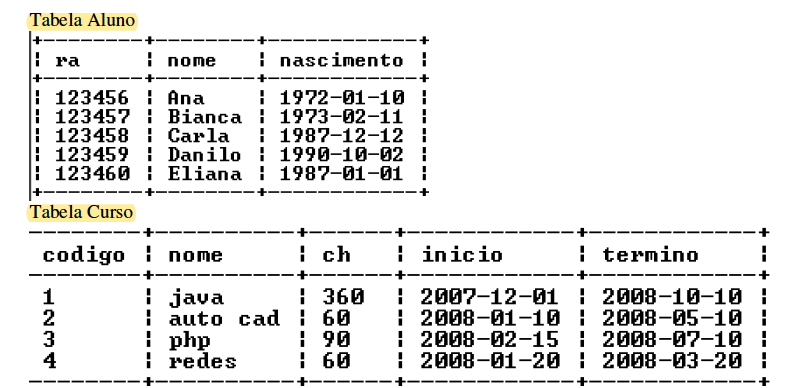 Tabela Aluno
ra nome nascimento
123456 Ana 1972-01-10
123457 Bianca 1973-02-11
123458 Carla 1987-12-12
123459 Danilo 1990-10-02
123460 Eliana 1987-01-01
Tabela Curso
codigo nome ch inicio termino
1 java 360 2007-12-01 2008-10-10
2 auto cad 60 2008-01-10 2008-05-10
3 php 90 2008-02-15 2008-07-10
4 redes 60 2008-01-20 2008-03-20